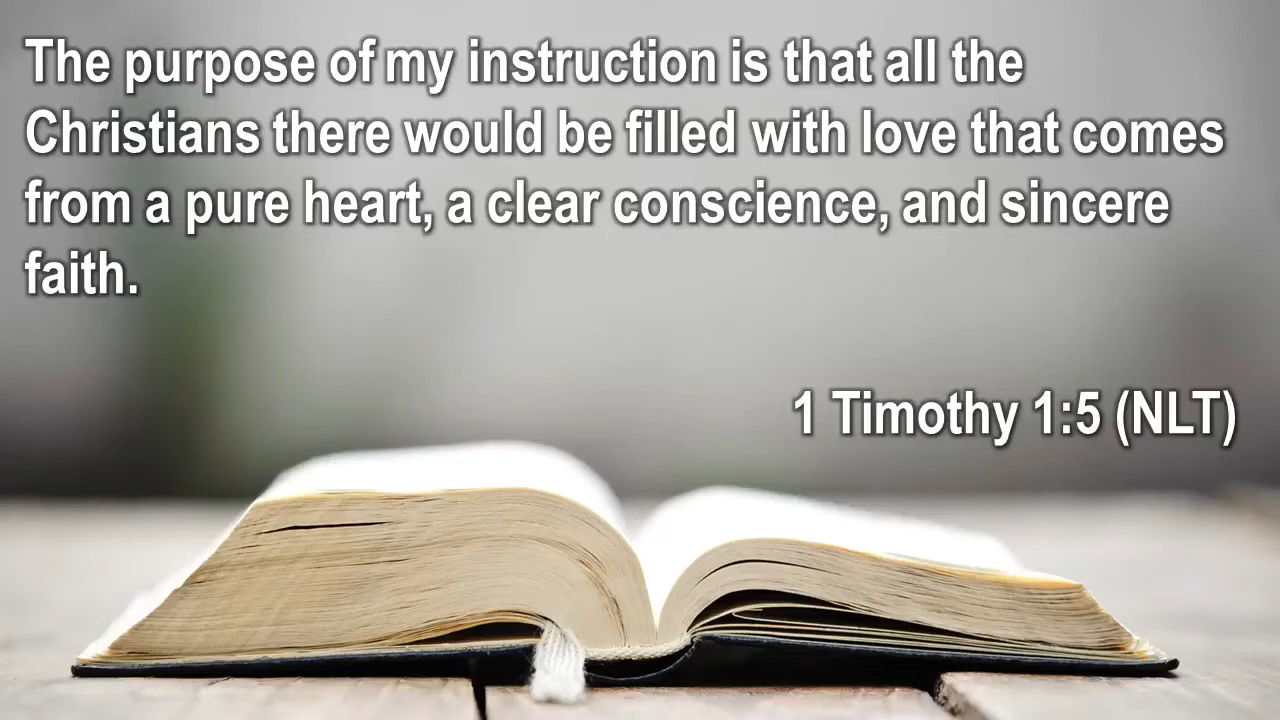 The purpose of my instruction is that all the
Christians there would be filled with love that comes
from a pure heart, a clear conscience, and sincere
faith.
1 Timothy 1:5 (NLT)